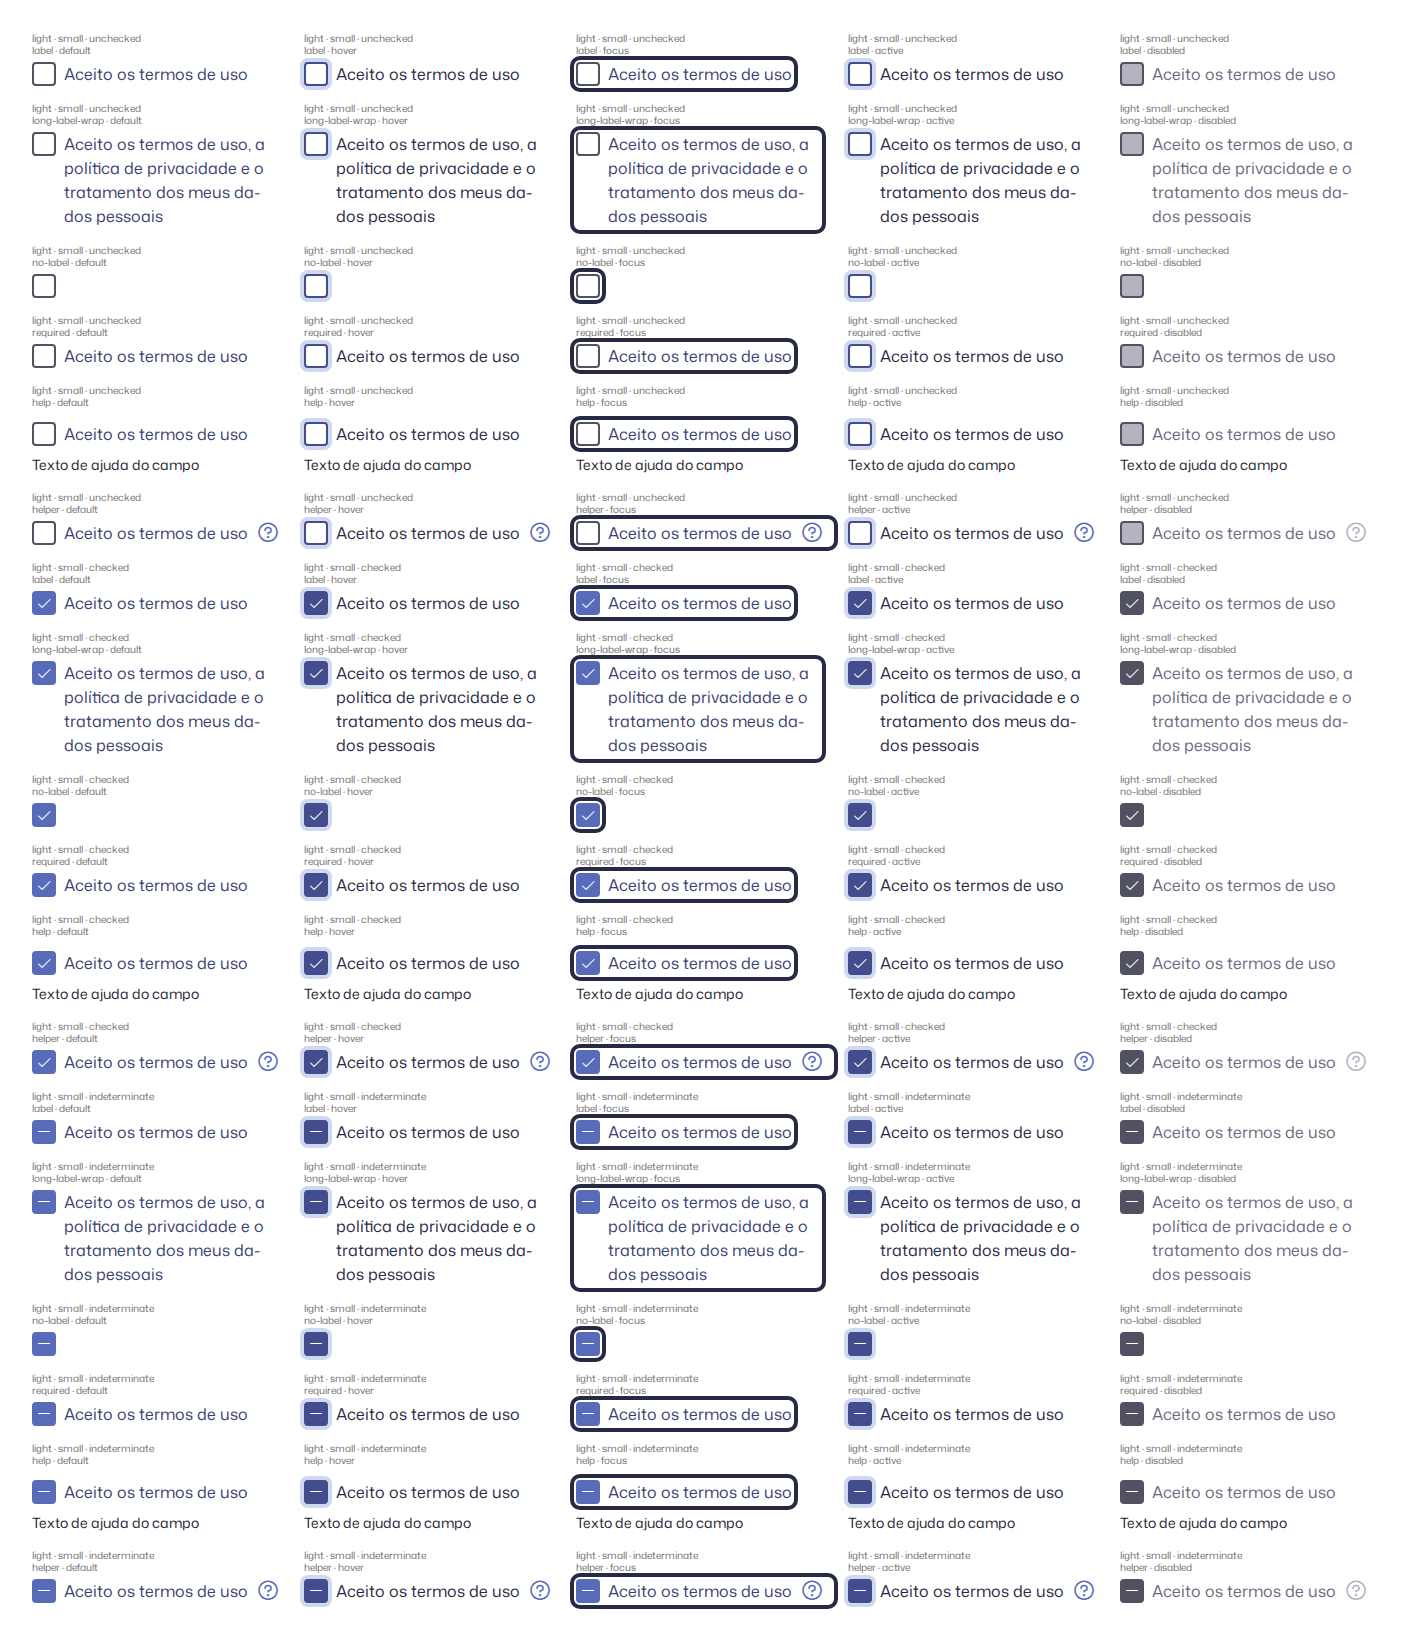 light · small · unchecked
label · default
Aceito os termos de uso
light · small · unchecked
label · hover
Aceito os termos de uso
light · small · unchecked
label · focus
Aceito os termos de uso
light · small · unchecked
label · active
Aceito os termos de uso
light · small · unchecked
label · disabled
Aceito os termos de uso
light · small · unchecked
long-label-wrap · default
Aceito os termos de uso, a
política de privacidade e o
tratamento dos meus da-
dos pessoais
light · small · unchecked
long-label-wrap · hover
Aceito os termos de uso, a
política de privacidade e o
tratamento dos meus da-
dos pessoais
light · small · unchecked
long-label-wrap · focus
Aceito os termos de uso, a
política de privacidade e o
tratamento dos meus da-
dos pessoais
light · small · unchecked
long-label-wrap · active
Aceito os termos de uso, a
política de privacidade e o
tratamento dos meus da-
dos pessoais
light · small · unchecked
long-label-wrap · disabled
Aceito os termos de uso, a
política de privacidade e o
tratamento dos meus da-
dos pessoais
light · small · unchecked
no-label · default
light · small · unchecked
no-label · hover
light · small · unchecked
no-label · focus
light · small · unchecked
no-label · active
light · small · unchecked
no-label · disabled
light · small · unchecked
required · default
Aceito os termos de uso
light · small · unchecked
required · hover
Aceito os termos de uso
light · small · unchecked
required · focus
Aceito os termos de uso
light · small · unchecked
required · active
Aceito os termos de uso
light · small · unchecked
required · disabled
Aceito os termos de uso
light · small · unchecked
help · default
Aceito os termos de uso
Texto de ajuda do campo
light · small · unchecked
help · hover
Aceito os termos de uso
Texto de ajuda do campo
light · small · unchecked
help · focus
Aceito os termos de uso
Texto de ajuda do campo
light · small · unchecked
help · active
Aceito os termos de uso
Texto de ajuda do campo
light · small · unchecked
help · disabled
Aceito os termos de uso
Texto de ajuda do campo
light · small · unchecked
helper · default
Aceito os termos de uso
light · small · unchecked
helper · hover
Aceito os termos de uso
light · small · unchecked
helper · focus
Aceito os termos de uso
light · small · unchecked
helper · active
Aceito os termos de uso
light · small · unchecked
helper · disabled
Aceito os termos de uso
light · small · checked
label · default
Aceito os termos de uso
light · small · checked
label · hover
Aceito os termos de uso
light · small · checked
label · focus
Aceito os termos de uso
light · small · checked
label · active
Aceito os termos de uso
light · small · checked
label · disabled
Aceito os termos de uso
light · small · checked
long-label-wrap · default
Aceito os termos de uso, a
política de privacidade e o
tratamento dos meus da-
dos pessoais
light · small · checked
long-label-wrap · hover
Aceito os termos de uso, a
política de privacidade e o
tratamento dos meus da-
dos pessoais
light · small · checked
long-label-wrap · focus
Aceito os termos de uso, a
política de privacidade e o
tratamento dos meus da-
dos pessoais
light · small · checked
long-label-wrap · active
Aceito os termos de uso, a
política de privacidade e o
tratamento dos meus da-
dos pessoais
light · small · checked
long-label-wrap · disabled
Aceito os termos de uso, a
política de privacidade e o
tratamento dos meus da-
dos pessoais
light · small · checked
no-label · default
light · small · checked
no-label · hover
light · small · checked
no-label · focus
light · small · checked
no-label · active
light · small · checked
no-label · disabled
light · small · checked
required · default
Aceito os termos de uso
light · small · checked
required · hover
Aceito os termos de uso
light · small · checked
required · focus
Aceito os termos de uso
light · small · checked
required · active
Aceito os termos de uso
light · small · checked
required · disabled
Aceito os termos de uso
light · small · checked
help · default
Aceito os termos de uso
Texto de ajuda do campo
light · small · checked
help · hover
Aceito os termos de uso
Texto de ajuda do campo
light · small · checked
help · focus
Aceito os termos de uso
Texto de ajuda do campo
light · small · checked
help · active
Aceito os termos de uso
Texto de ajuda do campo
light · small · checked
help · disabled
Aceito os termos de uso
Texto de ajuda do campo
light · small · checked
helper · default
Aceito os termos de uso
light · small · checked
helper · hover
Aceito os termos de uso
light · small · checked
helper · focus
Aceito os termos de uso
light · small · checked
helper · active
Aceito os termos de uso
light · small · checked
helper · disabled
Aceito os termos de uso
light · small · indeterminate
label · default
Aceito os termos de uso
light · small · indeterminate
label · hover
Aceito os termos de uso
light · small · indeterminate
label · focus
Aceito os termos de uso
light · small · indeterminate
label · active
Aceito os termos de uso
light · small · indeterminate
label · disabled
Aceito os termos de uso
light · small · indeterminate
long-label-wrap · default
Aceito os termos de uso, a
política de privacidade e o
tratamento dos meus da-
dos pessoais
light · small · indeterminate
long-label-wrap · hover
Aceito os termos de uso, a
política de privacidade e o
tratamento dos meus da-
dos pessoais
light · small · indeterminate
long-label-wrap · focus
Aceito os termos de uso, a
política de privacidade e o
tratamento dos meus da-
dos pessoais
light · small · indeterminate
long-label-wrap · active
Aceito os termos de uso, a
política de privacidade e o
tratamento dos meus da-
dos pessoais
light · small · indeterminate
long-label-wrap · disabled
Aceito os termos de uso, a
política de privacidade e o
tratamento dos meus da-
dos pessoais
light · small · indeterminate
no-label · default
light · small · indeterminate
no-label · hover
light · small · indeterminate
no-label · focus
light · small · indeterminate
no-label · active
light · small · indeterminate
no-label · disabled
light · small · indeterminate
required · default
Aceito os termos de uso
light · small · indeterminate
required · hover
Aceito os termos de uso
light · small · indeterminate
required · focus
Aceito os termos de uso
light · small · indeterminate
required · active
Aceito os termos de uso
light · small · indeterminate
required · disabled
Aceito os termos de uso
light · small · indeterminate
help · default
Aceito os termos de uso
Texto de ajuda do campo
light · small · indeterminate
help · hover
Aceito os termos de uso
Texto de ajuda do campo
light · small · indeterminate
help · focus
Aceito os termos de uso
Texto de ajuda do campo
light · small · indeterminate
help · active
Aceito os termos de uso
Texto de ajuda do campo
light · small · indeterminate
help · disabled
Aceito os termos de uso
Texto de ajuda do campo
light · small · indeterminate
helper · default
Aceito os termos de uso
light · small · indeterminate
helper · hover
Aceito os termos de uso
light · small · indeterminate
helper · focus
Aceito os termos de uso
light · small · indeterminate
helper · active
Aceito os termos de uso
light · small · indeterminate
helper · disabled
Aceito os termos de uso